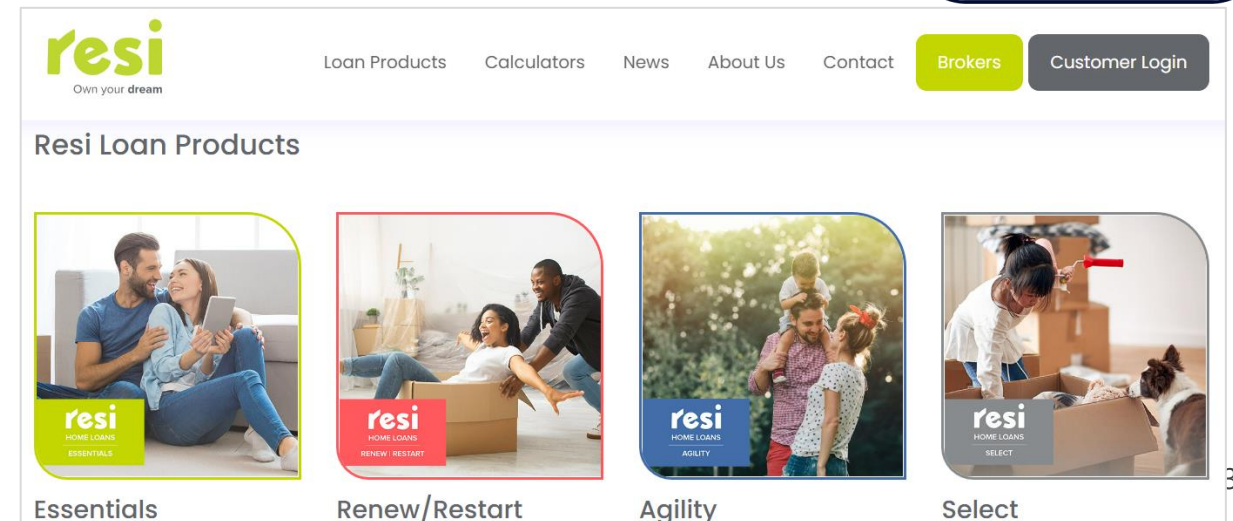 resi
Own your dream
Loan Products Calculators News About Us Contact Brokers Customer Login
Resi Loan Products
resi
HOME LOANS
ESSENTIALS
resi
HOME LOANS
RENEW | RESTART
resi
HOME LOANS
AGILITY
resi
HOME LOANS
SELECT
Essentials Renew/Restart Agility Select